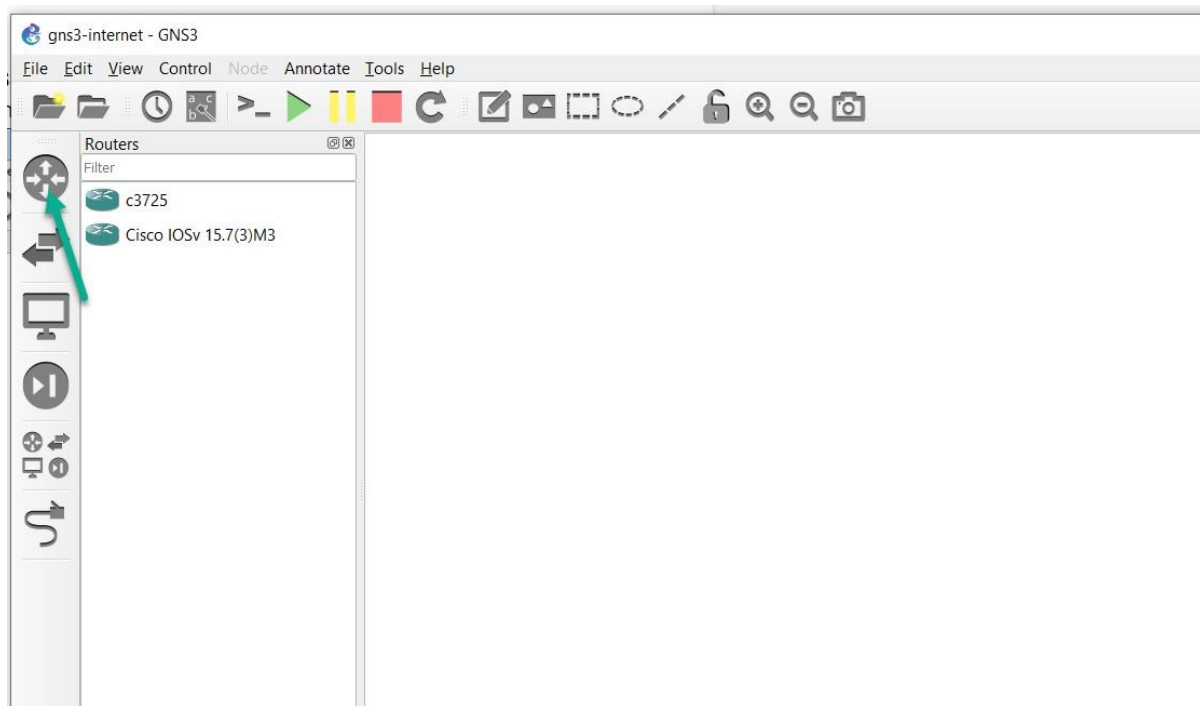 gns3-internet - GNS3
File Edit View Control Node Annotate Tools Help
Routers
Filter
c3725
Cisco IOSv 15.7(3)M3